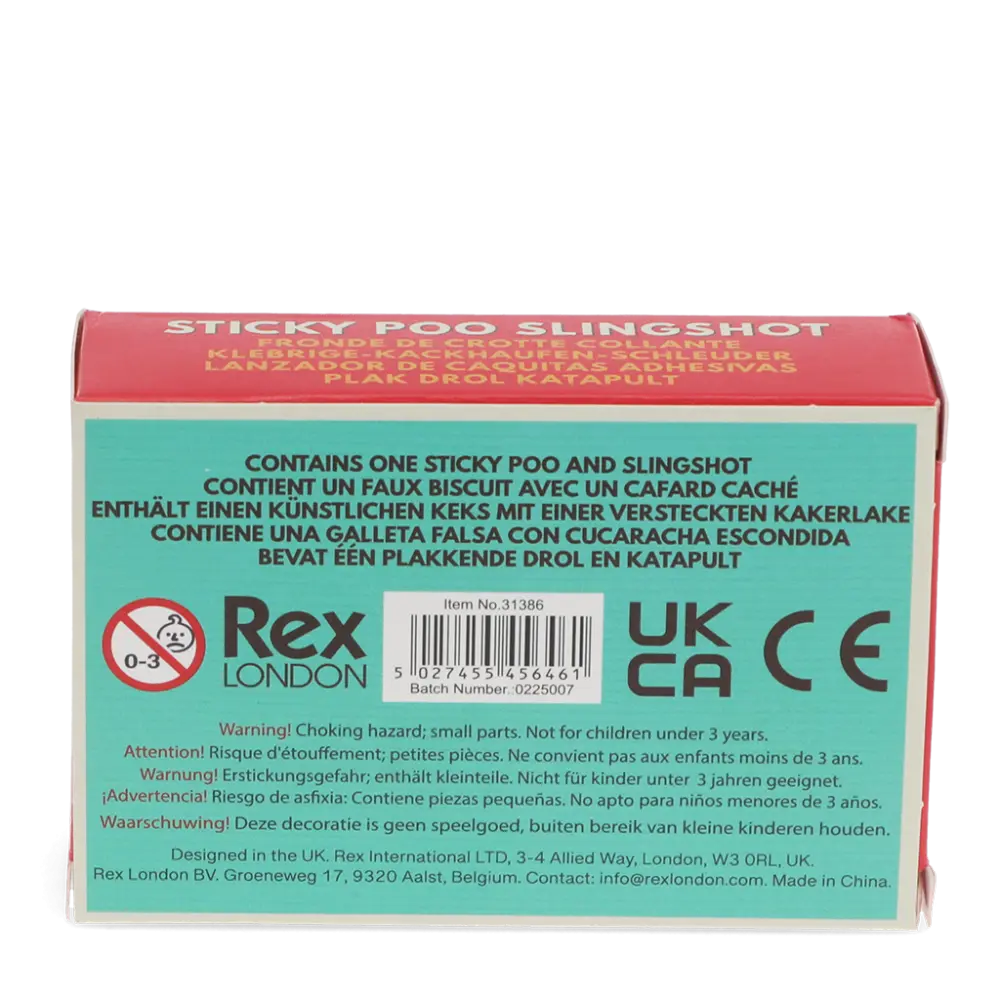 STICKY POO SLINGSHOT
FRONDE DE CROTTE COLLANTE
KLEBRIGE-KACKHAUFEN-SCHLEUDER
LANZADOR DE CAQUITAS ADHESIVAS
PLAK DROL KATAPULT
CONTAINS ONE STICKY POO AND SLINGSHOT
CONTIENT UN FAUX BISCUIT AVEC UN CAFARD CACHÉ
ENTHÄLT EINEN KÜNSTLICHEN KEKS MIT EINER VERSTECKTEN KAKERLAKE
CONTIENE UNA GALLETA FALSA CON CUCARACHA ESCONDIDA
BEVAT ÉÉN PLAKKENDE DROL EN KATAPULT
0-3
Rex
LONDON
Item No.31386
5 027455 456461
Batch Number.:0225007
UK
CA
CE
Warning! Choking hazard; small parts. Not for children under 3 years.
Attention! Risque d'étouffement; petites pièces. Ne convient pas aux enfants moins de 3 ans.
Warnung! Erstickungsgefahr; enthält kleinteile. Nicht für kinder unter 3 jahren geeignet.
¡Advertencia! Riesgo de asfixia: Contiene piezas pequeñas. No apto para niños menores de 3 años.
Waarschuwing! Deze decoratie is geen speelgoed, buiten bereik van kleine kinderen houden.
Designed in the UK. Rex International LTD, 3-4 Allied Way, London, W3 0RL, UK.
Rex London BV. Groeneweg 17, 9320 Aalst, Belgium. Contact: info@rexlondon.com. Made in China.